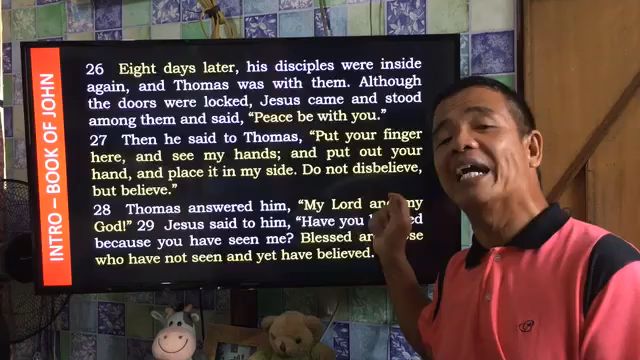 INTRO – BOOK OF JOHN
26 Eight days later, his disciples were inside
again, and Thomas was with them. Although
the doors were locked, Jesus came and stood
among them and said, “Peace be with you.”
27 Then he said to Thomas, “Put your finger
here, and see my hands; and put out your
hand, and place it in my side. Do not disbelieve,
but believe.”
28 Thomas answered him, “My Lord and my
God!” 29 Jesus said to him, “Have you
because you have seen me? Blessed
who have not seen and yet have believed.